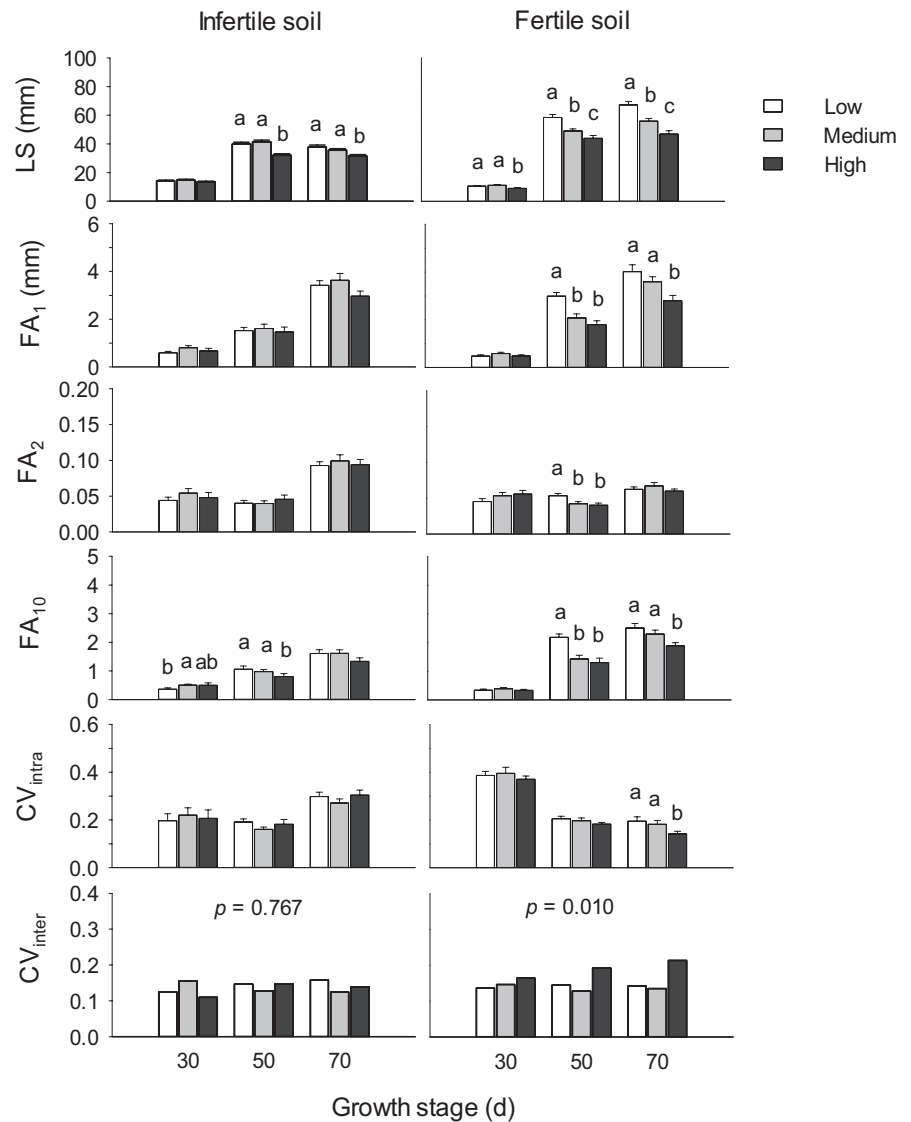 Infertile soil
Fertile soil
LS (mm)
100
80
60
40
20
0
a a b
a a b
a a b
a b c
a b c
Low
Medium
High
FA1 (mm)
6
4
2
0
a b b
a a b
FA2
0.20
0.15
0.10
0.05
0.00
a b b
FA10
5
4
3
2
1
0
b a ab
a a b
a b b
a a b
CVintra
0.6
0.4
0.2
0.0
a a b
CVinter
0.4
0.3
0.2
0.1
0.0
p = 0.767
p = 0.010
30 50 70
30 50 70
Growth stage (d)